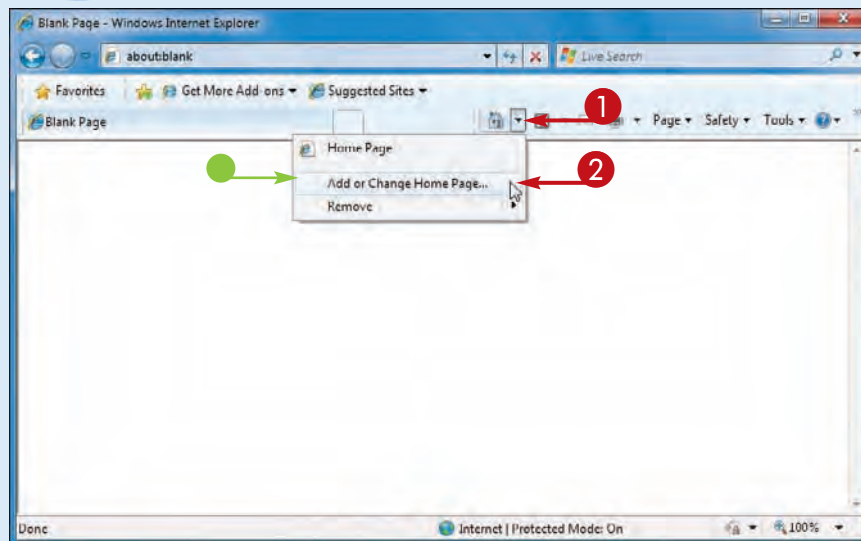 Blank Page - Windows Internet Explorer
about:blank
Live Search
Favorites Get More Add-ons Suggested Sites
Blank Page
1
Page Safety Tools
Home Page
Add or Change Home Page...
2
Remove
Done
Internet | Protected Mode: On
100%